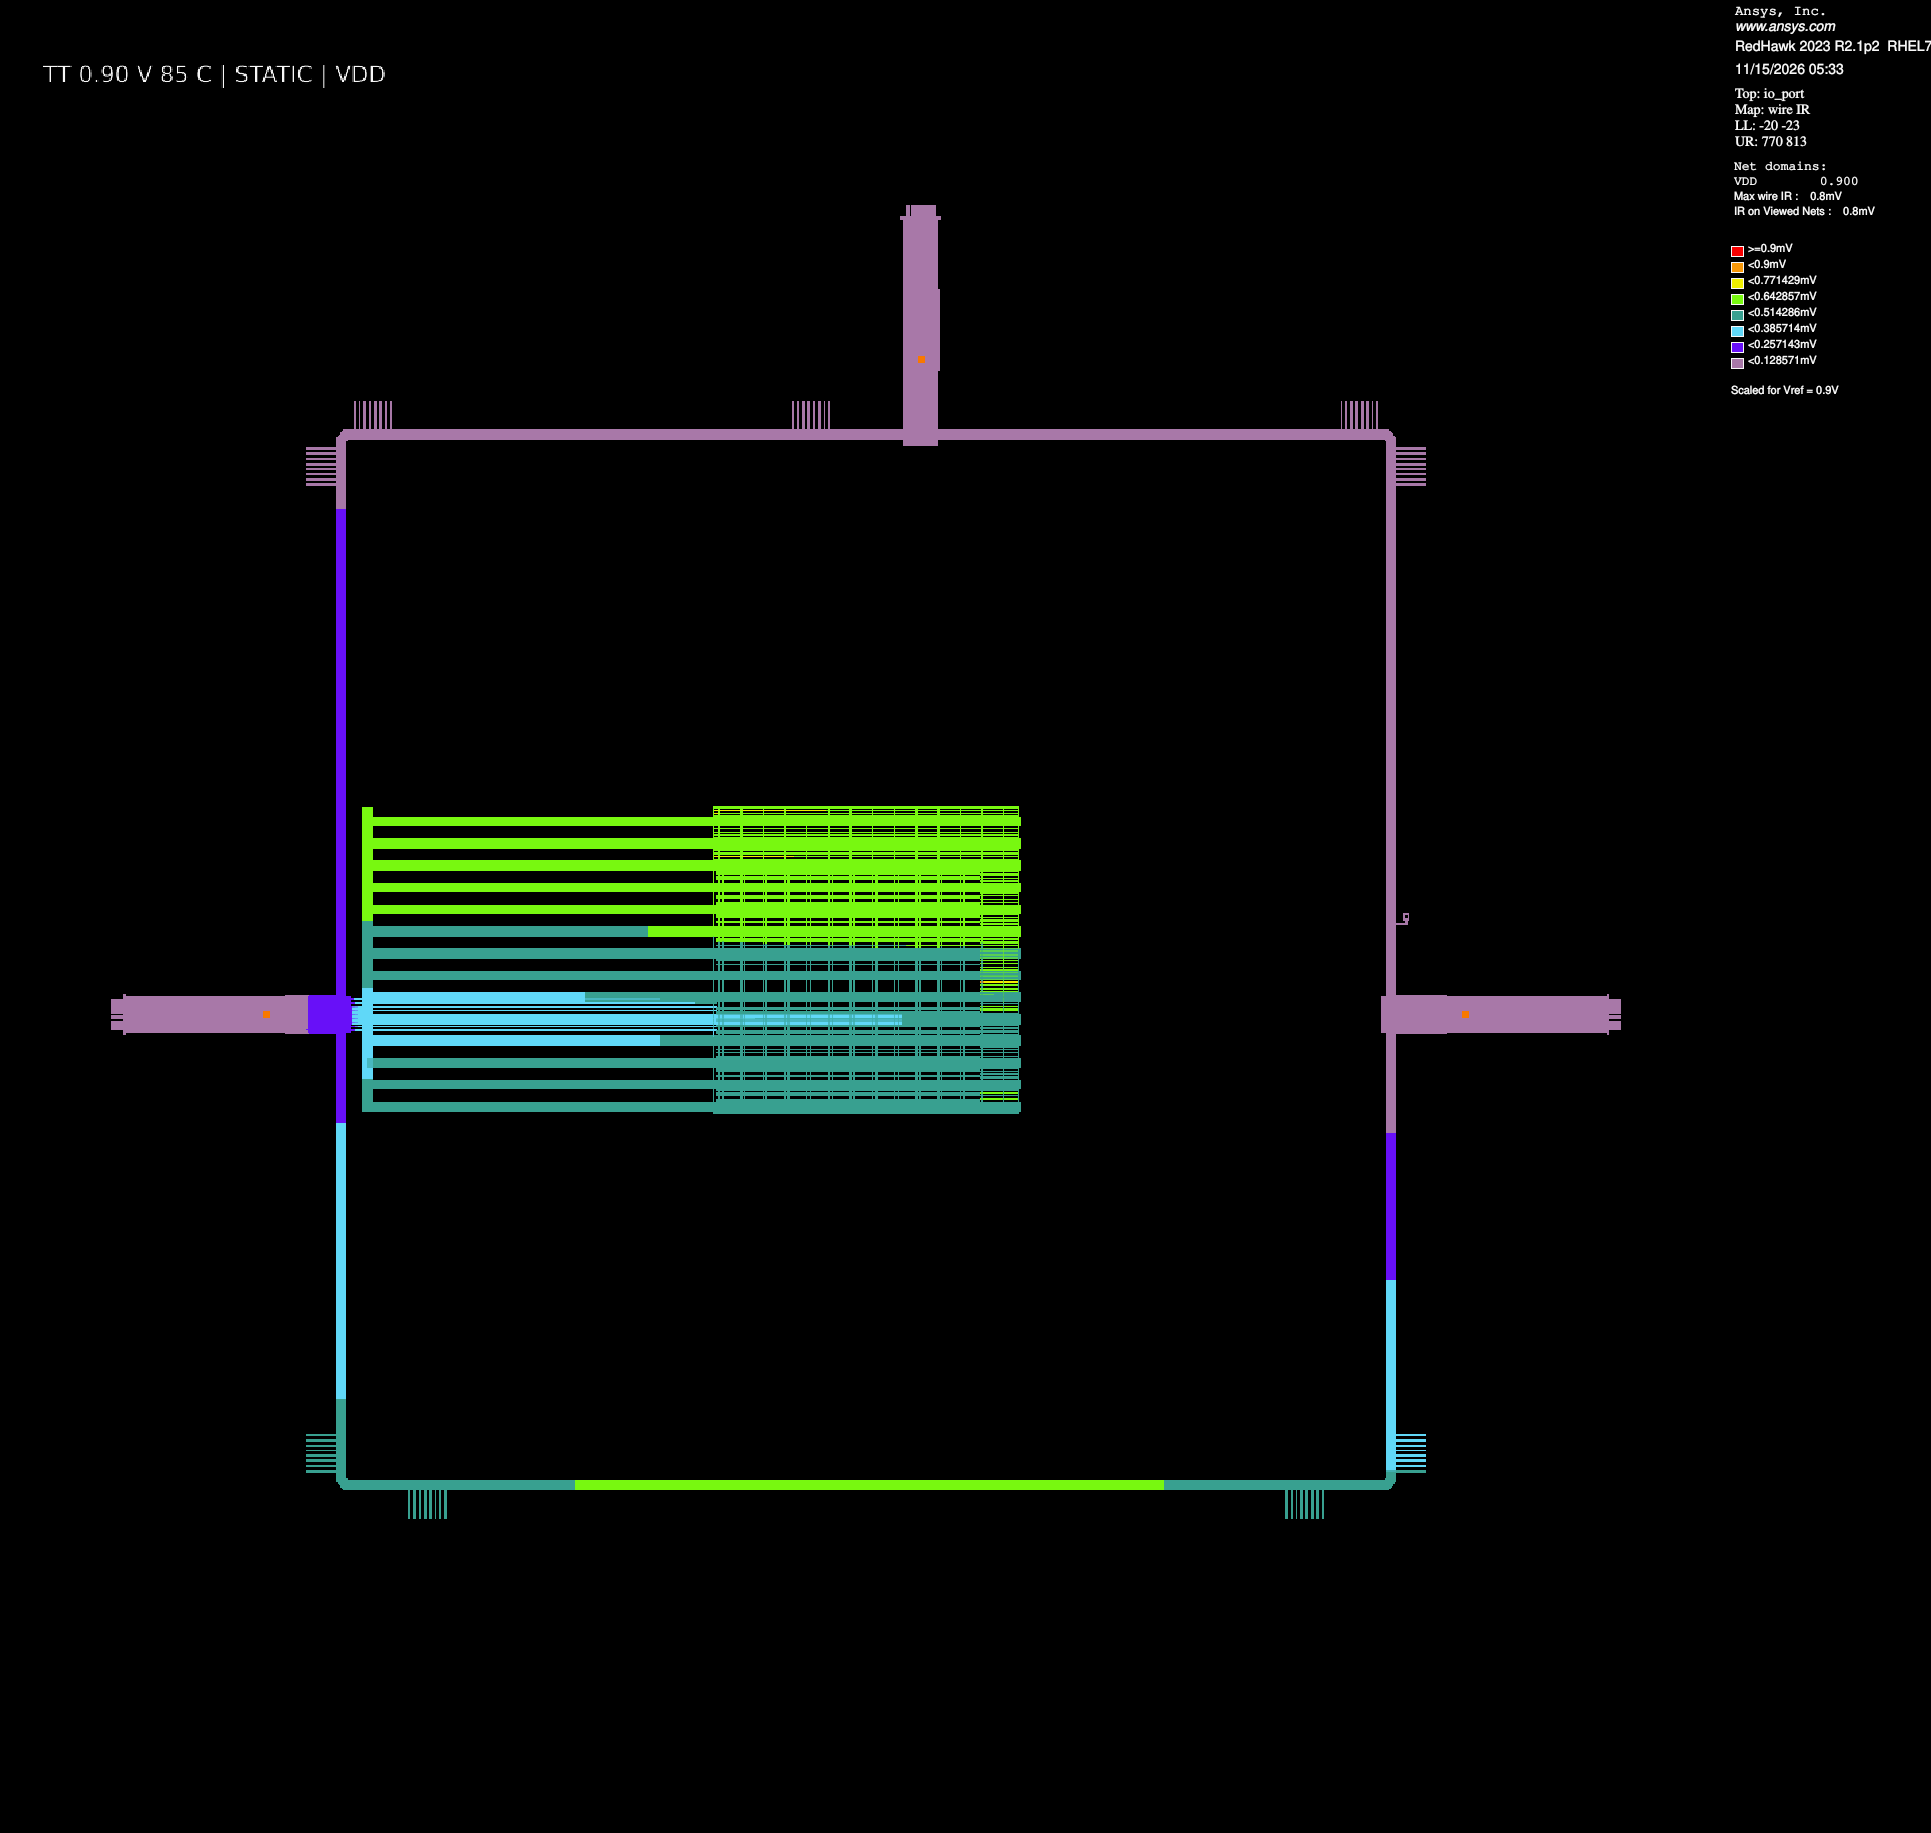 TT 0.90 V 85 C | STATIC | VDD
Ansys, Inc.
www.ansys.com
RedHawk 2023 R2.1p2 RHEL7
11/15/2026 05:33
Top: io_port
Map: wire IR
LL: -20 -23
UR: 770 813
Net domains:
VDD 0.900
Max wire IR : 0.8mV
IR on Viewed Nets : 0.8mV
>=0.9mV
<0.9mV
<0.771429mV
<0.642857mV
<0.514286mV
<0.385714mV
<0.257143mV
<0.128571mV
Scaled for Vref = 0.9V